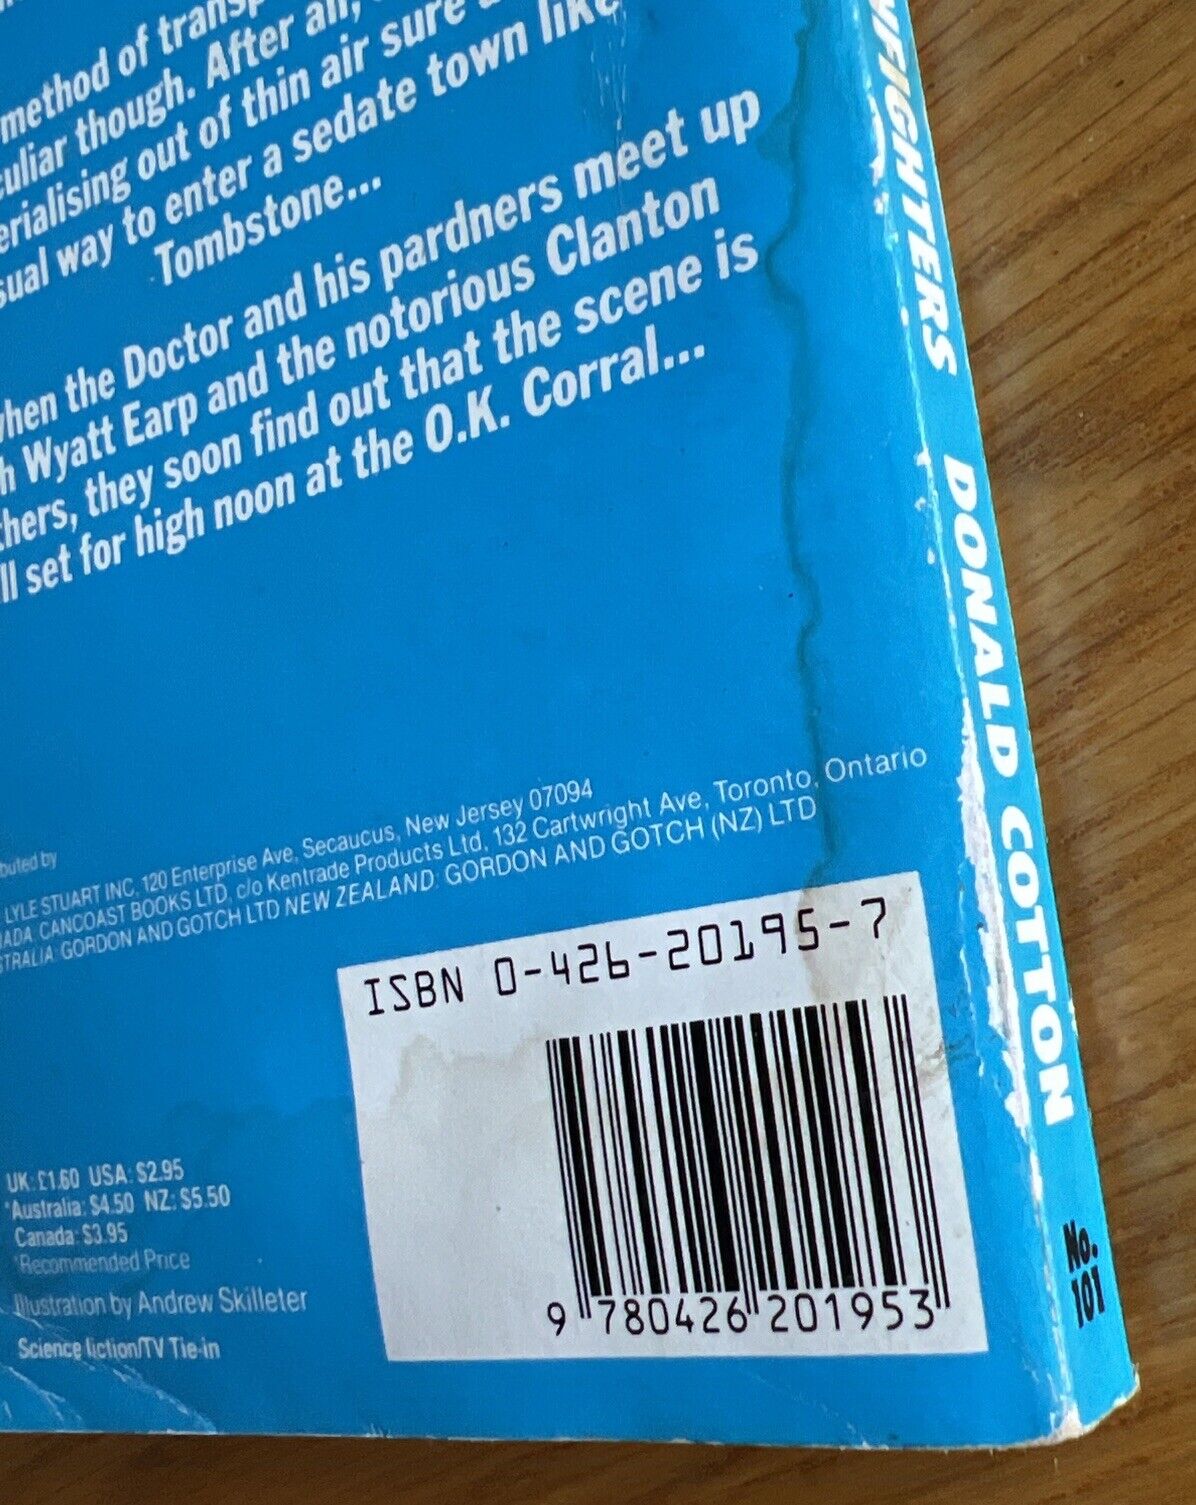 method of transp
culiar though. After all,
erialising out of thin air sure
sual way to enter a sedate town like
Tombstone...
when the Doctor and his pardners meet up
h Wyatt Earp and the notorious Clanton
thers, they soon find out that the scene is
ll set for high noon at the O.K. Corral...
buted by
LYLE STUART INC. 120 Enterprise Ave, Secaucus, New Jersey 07094
ADA: CANCOAST BOOKS LTD, c/o Kentrade Products Ltd, 132 Cartwright Ave, Toronto, Ontario
STRALIA: GORDON AND GOTCH LTD NEW ZEALAND: GORDON AND GOTCH (NZ) LTD
ISBN 0-426-20195-7
9 780426 201953
UK: £1.60 USA: $2.95
*Australia: $4.50 NZ: $5.50
Canada: $3.95
*Recommended Price
Illustration by Andrew Skilleter
Science fiction/TV Tie-in
NFIGHTERS DONALD COTTON
No.
101